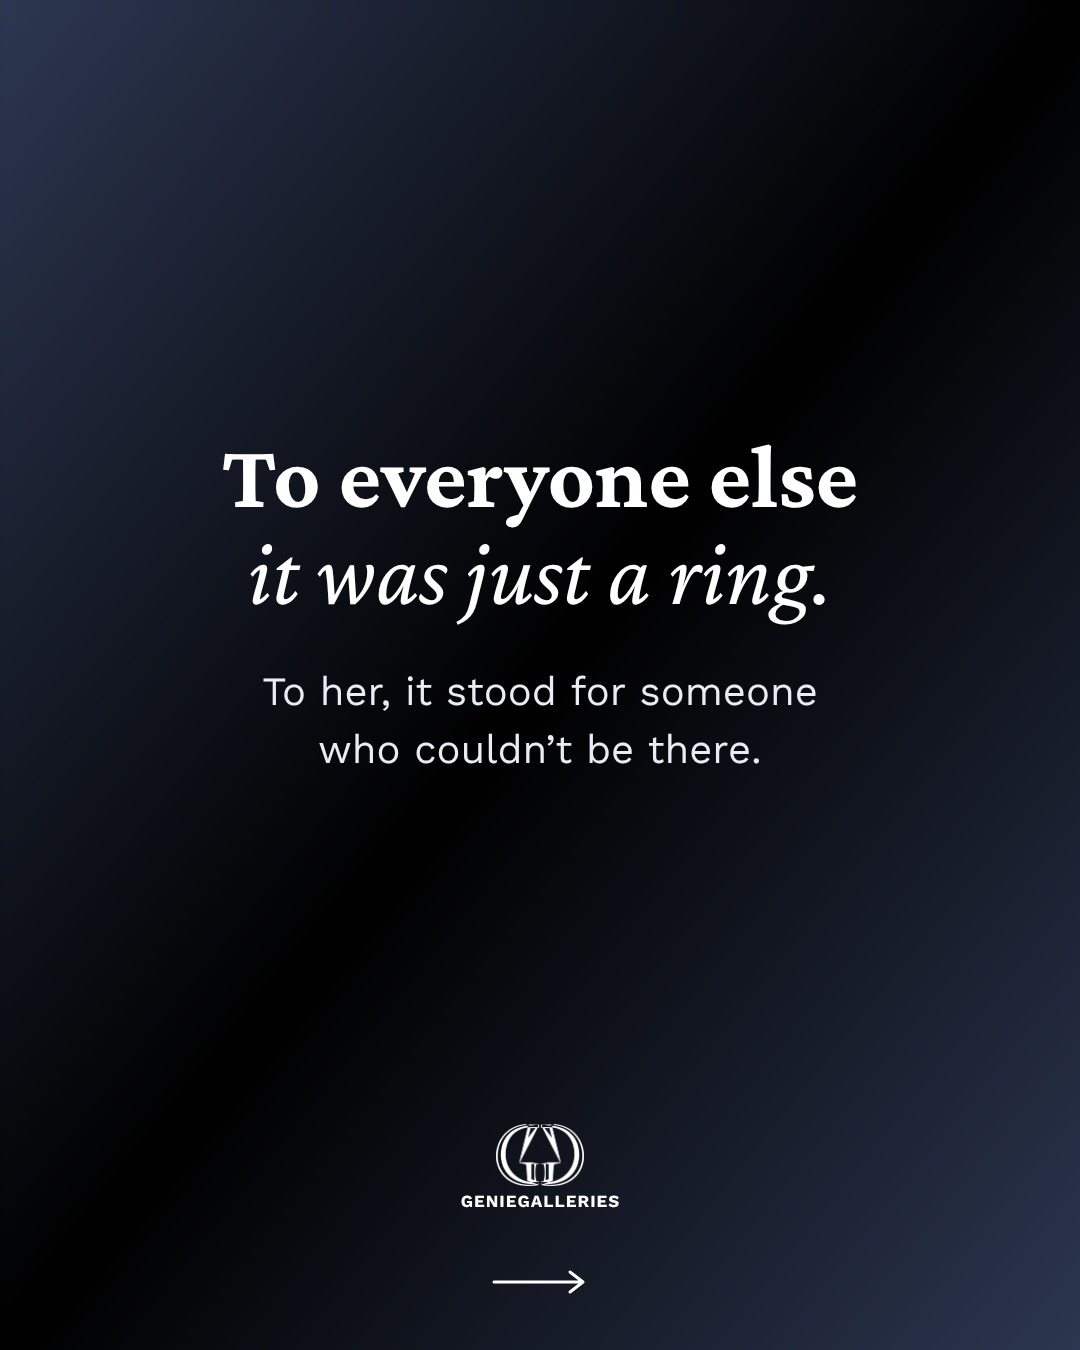 To everyone else
it was just a ring.
To her, it stood for someone
who couldn’t be there.
GENIEGALLERIES